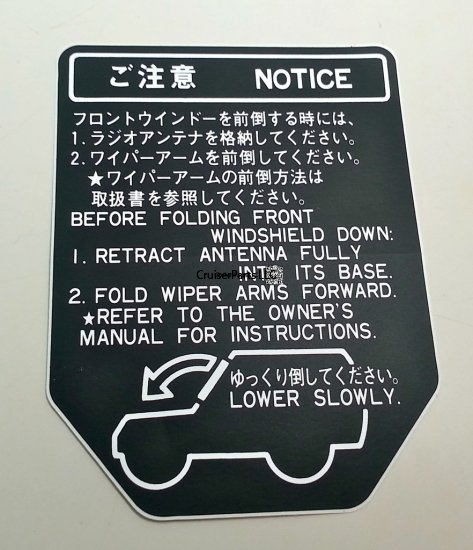 ご注意 NOTICE
フロントウインドーを前倒する時には、
1. ラジオアンテナを格納してください。
2. ワイパーアームを前倒してください。
★ワイパーアームの前倒方法は
取扱書を参照してください。
BEFORE FOLDING FRONT
WINDSHIELD DOWN:
1. RETRACT ANTENNA FULLY
ITS BASE.
2. FOLD WIPER ARMS FORWARD.
★REFER TO THE OWNER'S
MANUAL FOR INSTRUCTIONS.
ゆっくり倒してください。
LOWER SLOWLY.